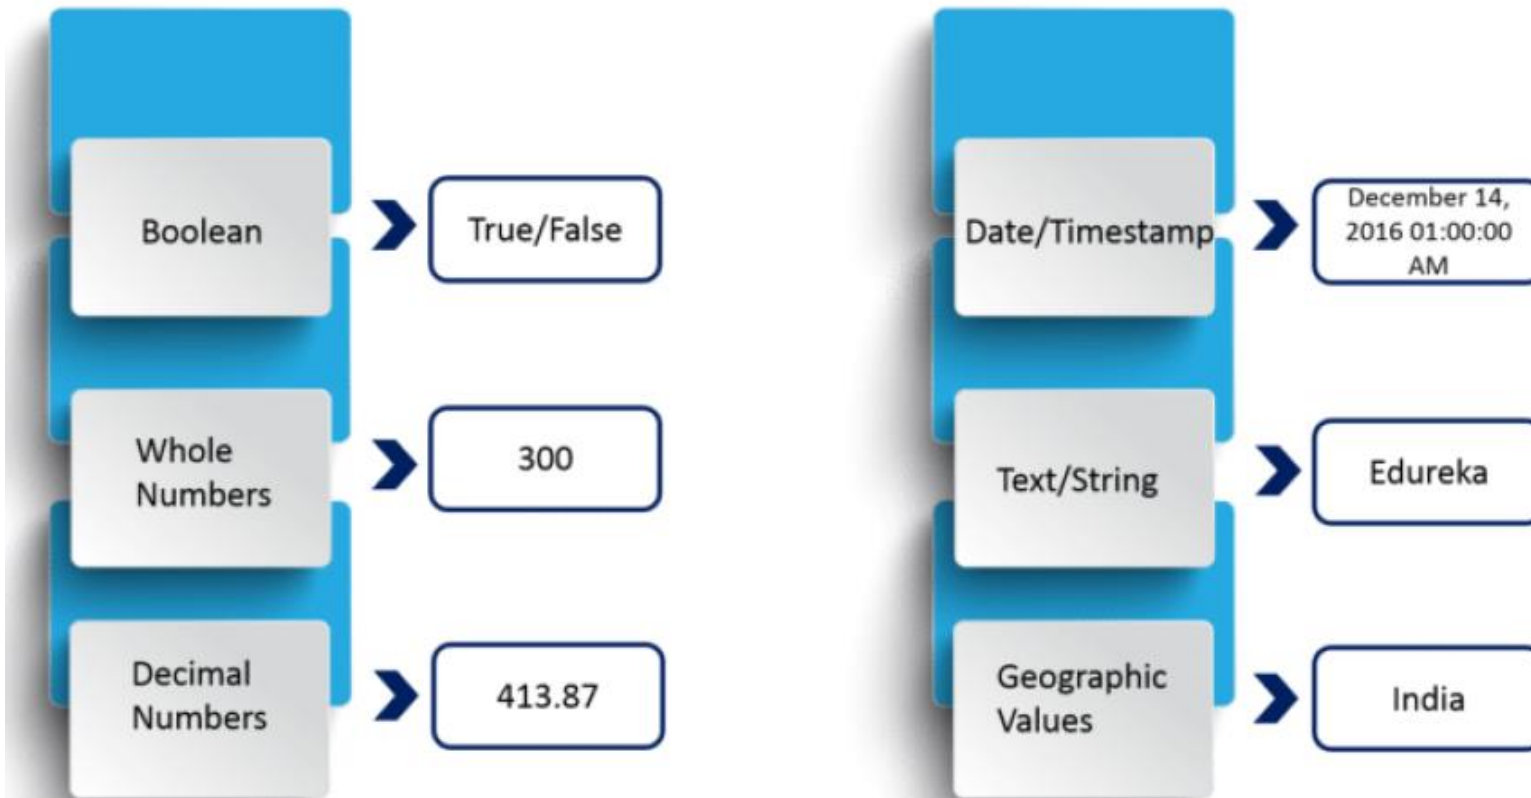 Boolean
True/False
Whole
Numbers
300
Decimal
Numbers
413.87
Date/Timestamp
December 14,
2016 01:00:00
AM
Text/String
Edureka
Geographic
Values
India